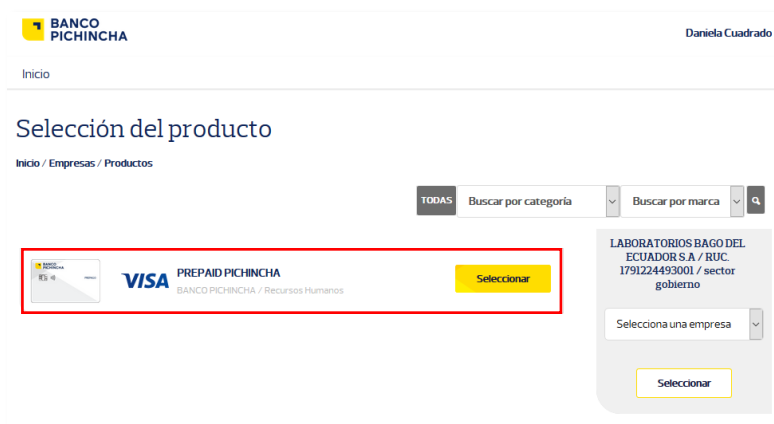 BANCO
PICHINCHA
Daniela Cuadrado
Inicio
Selección del producto
Inicio / Empresas / Productos
TODAS
Buscar por categoría
Buscar por marca
BANCO
PICHINCHA
VISA
PREPAID PICHINCHA
BANCO PICHINCHA / Recursos Humanos
Seleccionar
LABORATORIOS BAGO DEL
ECUADOR S.A / RUC.
1791224493001 / sector
gobierno
Selecciona una empresa
Seleccionar